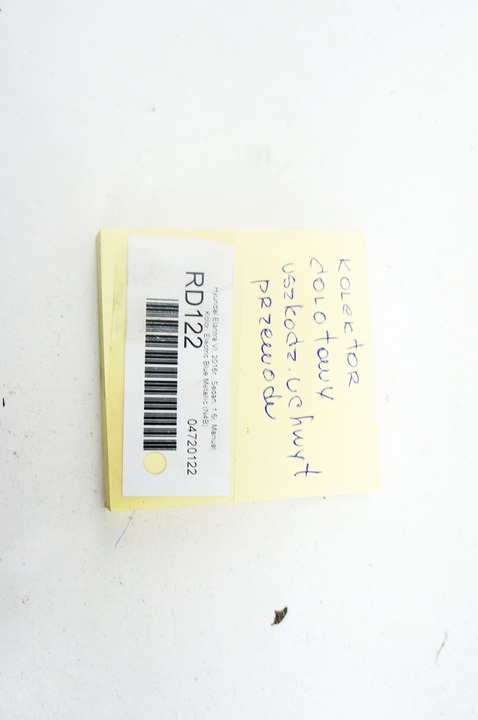 KOLEKTOR
dolotowy
uszkodz. uchwyt
przewodu
Hyundai Elantra VI, 2016r., Sedan, 1.6i, Manual
Kolor: Electric Blue Metallic (N4B)
RD122
04720122